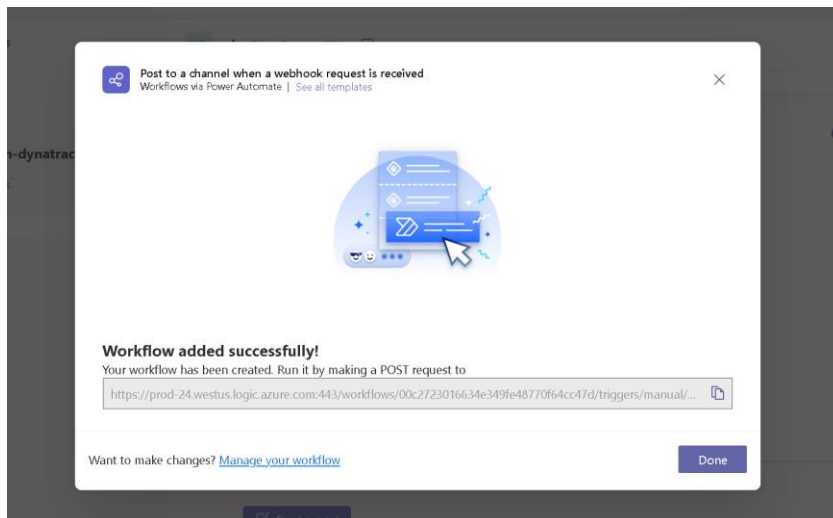 Post to a channel when a webhook request is received
Workflows via Power Automate | See all templates
n-dynatrac
Workflow added successfully!
Your workflow has been created. Run it by making a POST request to
https://prod-24.westus.logic.azure.com:443/workflows/00c2723016634e349fe48770f64cc47d/triggers/manual/...
Want to make changes? Manage your workflow
Done